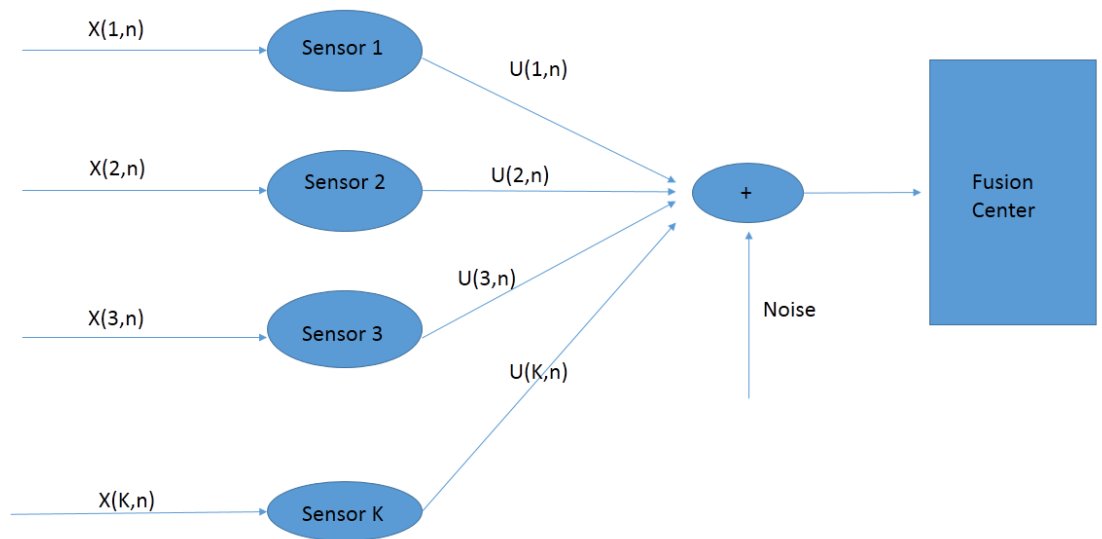 X(1,n)
Sensor 1
U(1,n)
X(2,n)
Sensor 2
U(2,n)
+
Fusion
Center
X(3,n)
Sensor 3
U(3,n)
Noise
U(K,n)
X(K,n)
Sensor K